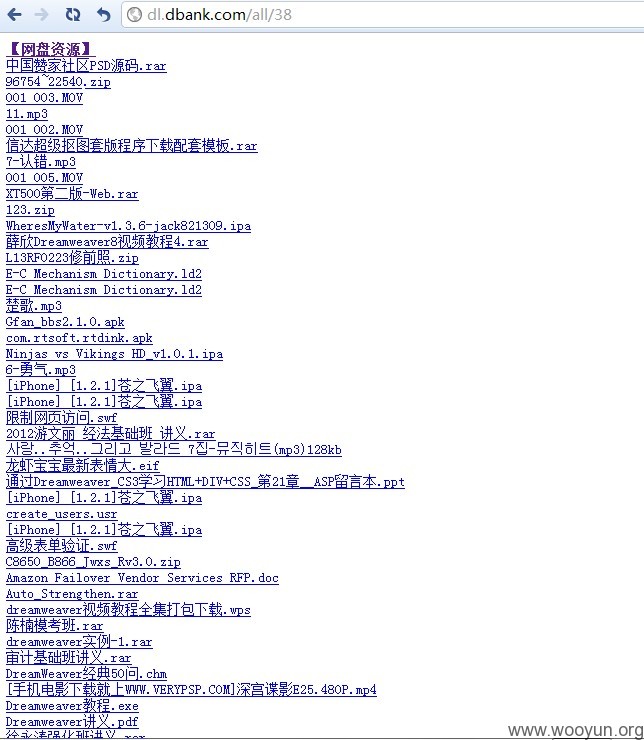 dl.dbank.com/all/38
【网盘资源】
中国赞家社区PSD源码.rar
96754~22540.zip
001 003.MOV
11.mp3
001 002.MOV
信达超级抠图套版程序下载配套模板.rar
7-认错.mp3
001 005.MOV
XT500第二版-Web.rar
123.zip
WheresMyWater-v1.3.6-jack821309.ipa
薛欣Dreamweaver8视频教程4.rar
L13RF0223修前照.zip
E-C Mechanism Dictionary.ld2
E-C Mechanism Dictionary.ld2
楚歌.mp3
Gfan_bbs2.1.0.apk
com.rtsoft.rtdink.apk
Ninjas vs Vikings HD_v1.0.1.ipa
6-勇气.mp3
[iPhone] [1.2.1]苍之飞翼.ipa
[iPhone] [1.2.1]苍之飞翼.ipa
限制网页访问.swf
2012游文丽 经法基础班 讲义.rar
사랑..추억..그리고 발라드 7집-뮤직히트(mp3)128kb
龙虾宝宝最新表情大.eif
通过Dreamweaver_CS3学习HTML+DIV+CSS_第21章__ASP留言本.ppt
[iPhone] [1.2.1]苍之飞翼.ipa
create_users.usr
[iPhone] [1.2.1]苍之飞翼.ipa
高级表单验证.swf
C8650_B866_Jwxs_Rv3.0.zip
Amazon Failover Vendor Services RFP.doc
Auto_Strengthen.rar
dreamweaver视频教程全集打包下载.wps
陈楠模考班.rar
dreamweaver实例-1.rar
审计基础班讲义.rar
DreamWeaver经典50问.chm
[手机电影下载就上WWW.VERYPSP.COM]深宫谍影E25.480P.mp4
Dreamweaver教程.exe
Dreamweaver讲义.pdf
徐永涛强化班讲义.rar
www.wooyun.org